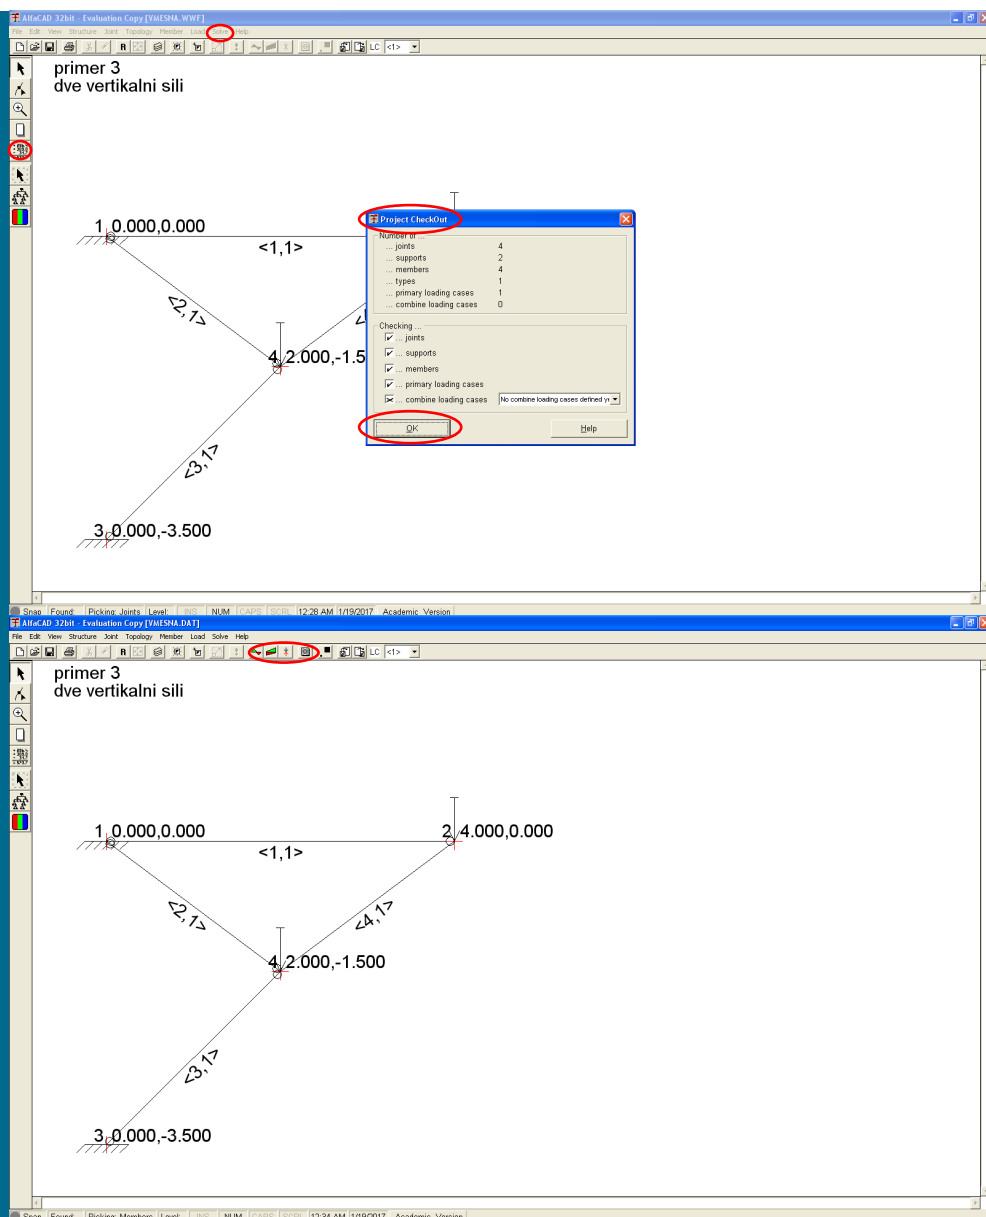 AlfaCAD 32bit - Evaluation Copy [VMESNA.WWF]
File Edit View Structure Joint Topology Member Load Solve Help
R LC <1>
primer 3
dve vertikalni sili
1 0.000,0.000
<1,1>
<2,1>
4 2.000,-1.5
<3,1>
3 0.000,-3.500
Project CheckOut
Number of ...
... joints 4
... supports 2
... members 4
... types 1
... primary loading cases 1
... combine loading cases 0
Checking ...
... joints
... supports
... members
... primary loading cases
... combine loading cases No combine loading cases defined ye
OK Help
Snap Found: Picking: Joints Level: INS NUM CAPS SCRL 12:28 AM 1/19/2017 Academic Version
AlfaCAD 32bit - Evaluation Copy [VMESNA.DAT]
File Edit View Structure Joint Topology Member Load Solve Help
R LC <1>
primer 3
dve vertikalni sili
1 0.000,0.000
2 4.000,0.000
<1,1>
<2,1>
<4,1>
4 2.000,-1.500
<3,1>
3 0.000,-3.500
Snap Found: Picking: Members Level: INS NUM CAPS SCRL 12:34 AM 1/19/2017 Academic Version